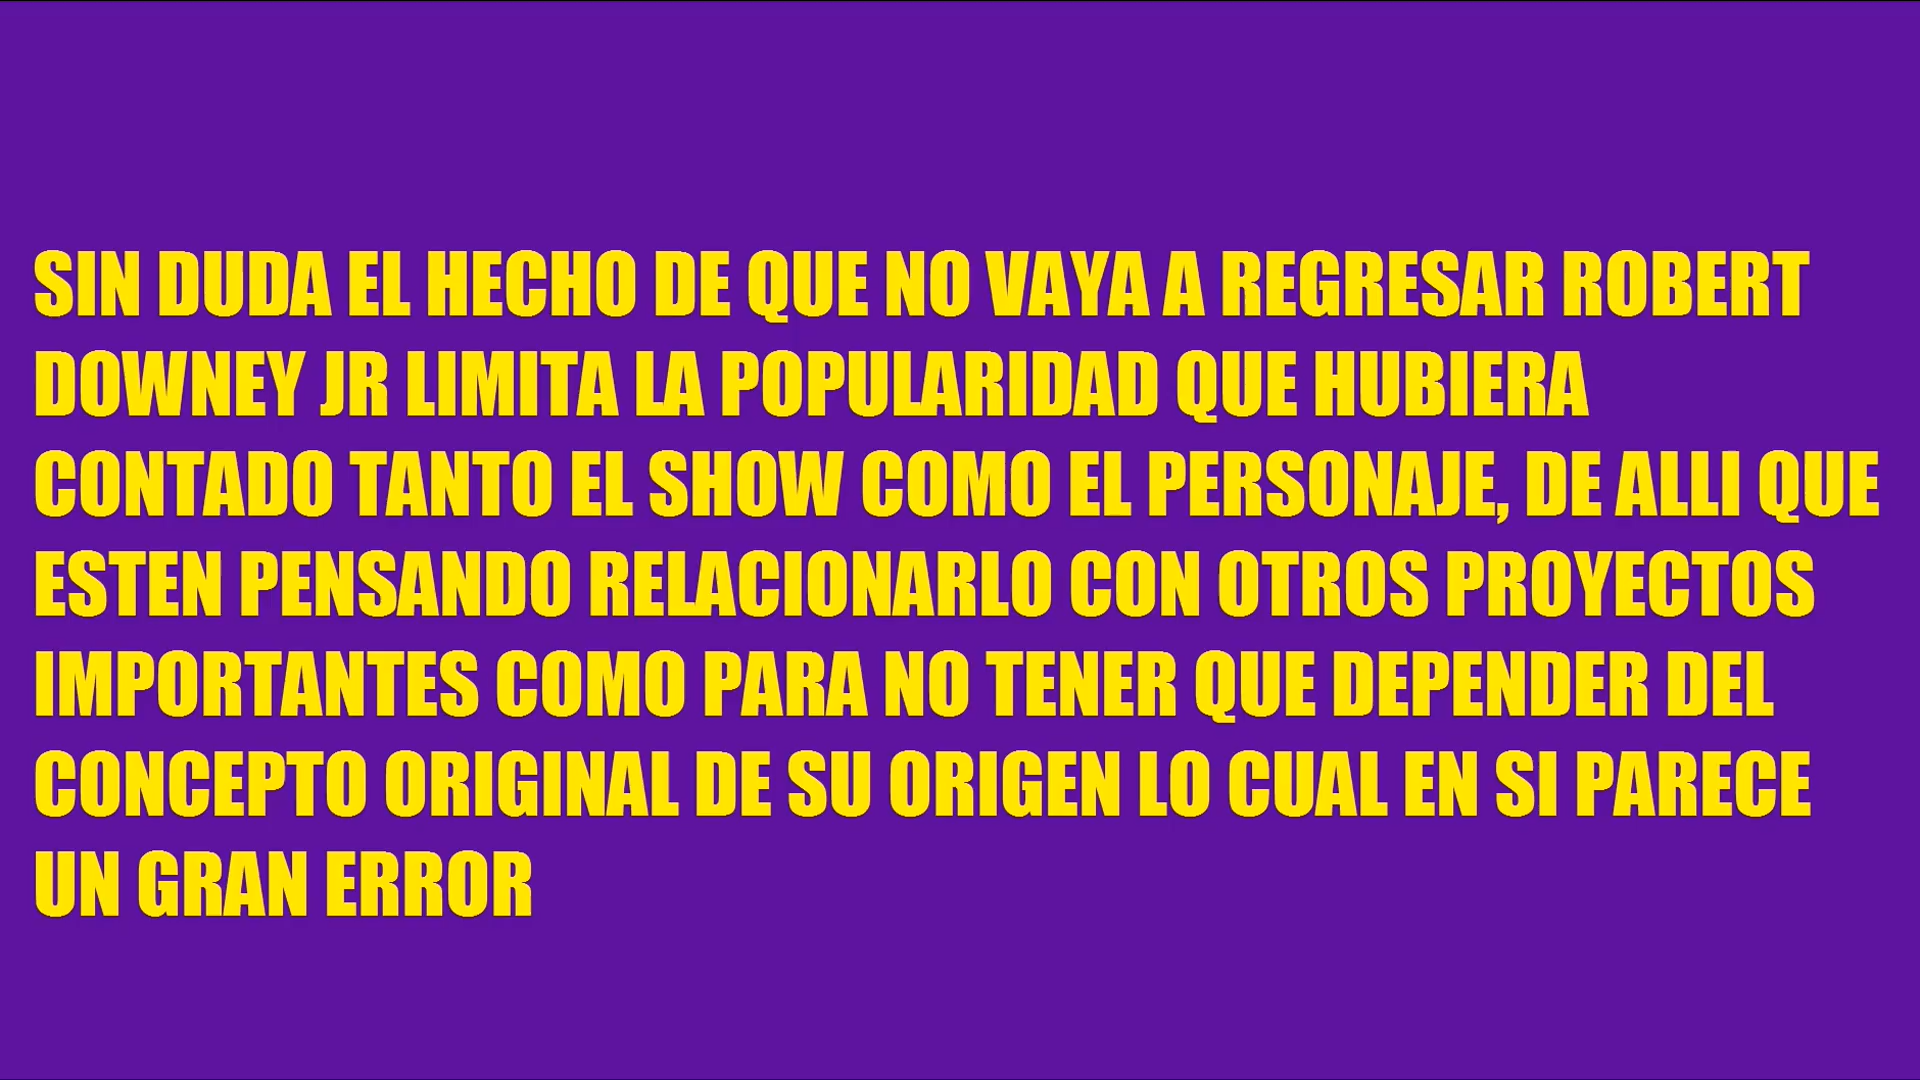 SIN DUDA EL HECHO DE QUE NO VAYA A REGRESAR ROBERT
DOWNEY JR LIMITA LA POPULARIDAD QUE HUBIERA
CONTADO TANTO EL SHOW COMO EL PERSONAJE, DE ALLI QUE
ESTEN PENSANDO RELACIONARLO CON OTROS PROYECTOS
IMPORTANTES COMO PARA NO TENER QUE DEPENDER DEL
CONCEPTO ORIGINAL DE SU ORIGEN LO CUAL EN SI PARECE
UN GRAN ERROR